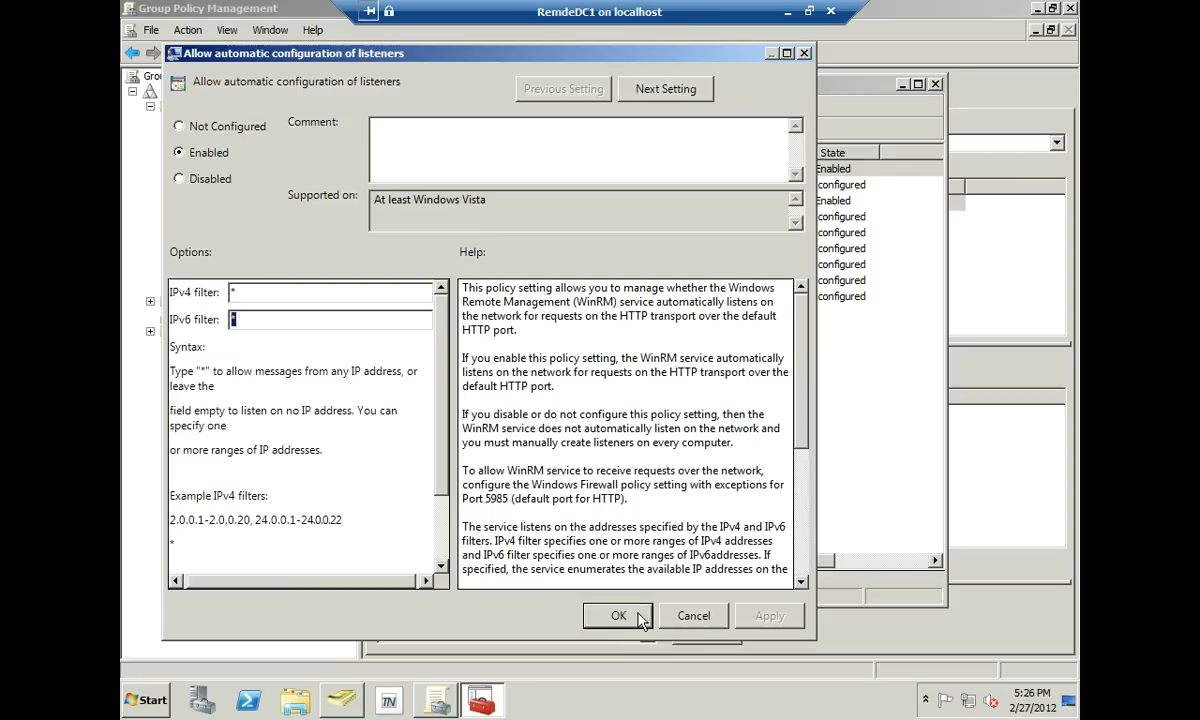 Group Policy Management
RemdeDC1 on localhost
File Action View Window Help
Allow automatic configuration of listeners
Allow automatic configuration of listeners
Previous Setting
Next Setting
Not Configured
Enabled
Disabled
Comment:
Supported on:
At least Windows Vista
Options:
Help:
IPv4 filter: *
IPv6 filter: *
Syntax:
Type "*" to allow messages from any IP address, or
leave the
field empty to listen on no IP address. You can
specify one
or more ranges of IP addresses.
Example IPv4 filters:
2.0.0.1-2.0.0.20, 24.0.0.1-24.0.0.22
*
This policy setting allows you to manage whether the Windows
Remote Management (WinRM) service automatically listens on
the network for requests on the HTTP transport over the default
HTTP port.
If you enable this policy setting, the WinRM service automatically
listens on the network for requests on the HTTP transport over the
default HTTP port.
If you disable or do not configure this policy setting, then the
WinRM service does not automatically listen on the network and
you must manually create listeners on every computer.
To allow WinRM service to receive requests over the network,
configure the Windows Firewall policy setting with exceptions for
Port 5985 (default port for HTTP).
The service listens on the addresses specified by the IPv4 and IPv6
filters. IPv4 filter specifies one or more ranges of IPv4 addresses
and IPv6 filter specifies one or more ranges of IPv6addresses. If
specified, the service enumerates the available IP addresses on the
OK
Cancel
Apply
State
Enabled
configured
Enabled
configured
configured
configured
configured
configured
configured
Start
TN
5:26 PM
2/27/2012